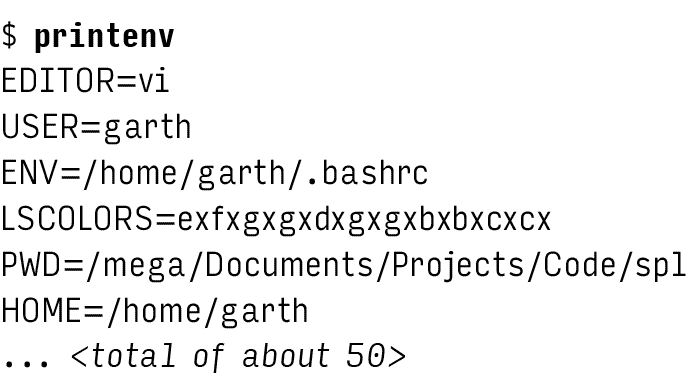 $ printenv
EDITOR=vi
USER=garth
ENV=/home/garth/.bashrc
LSCOLORS=exfxgxgxdxgxgxbxbxcxcx
PWD=/mega/Documents/Projects/Code/spl
HOME=/home/garth
... <total of about 50>